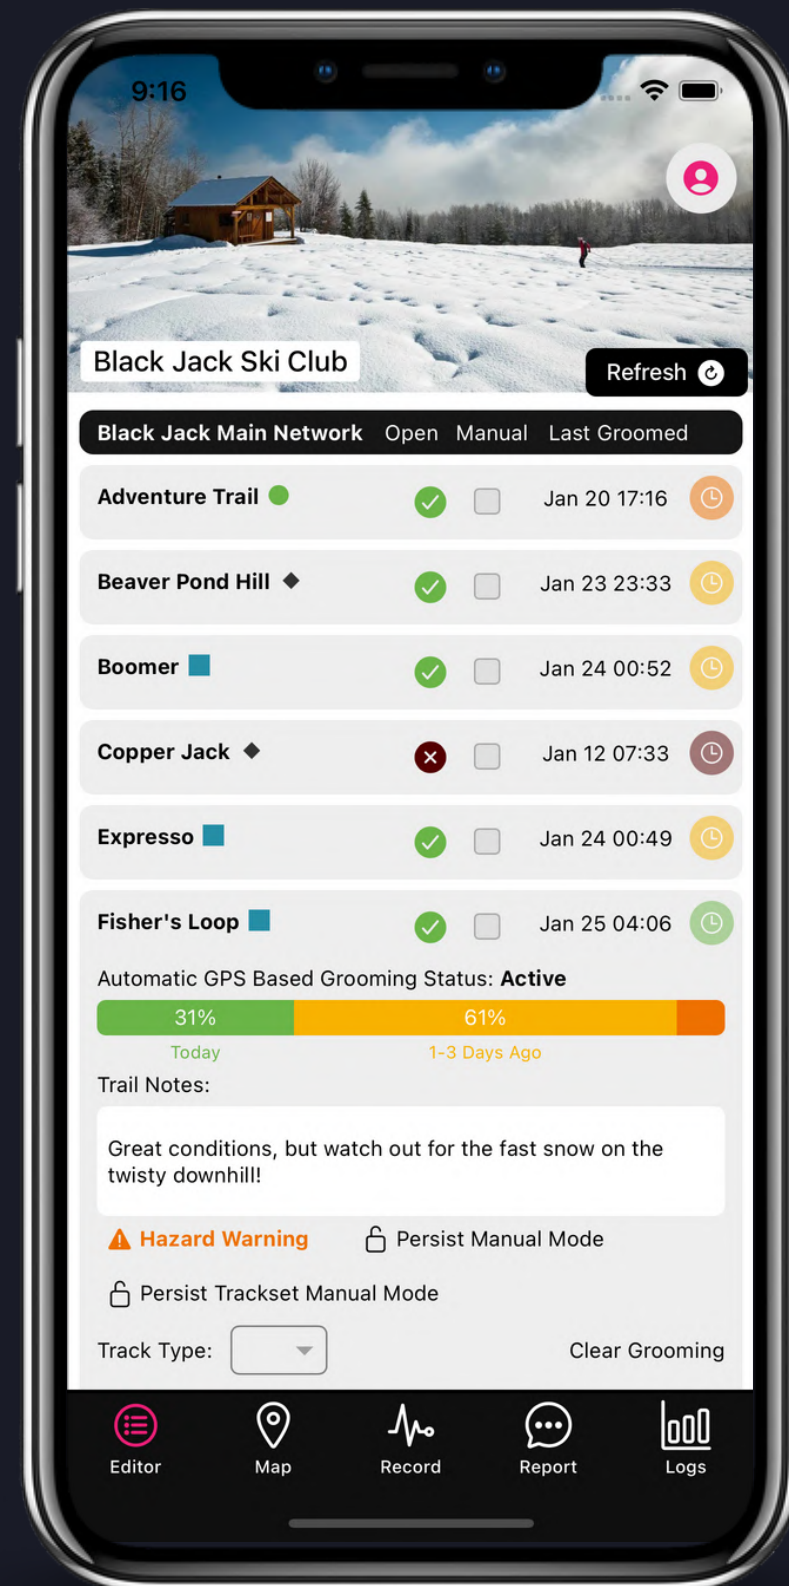 9:16
Black Jack Ski Club
Refresh
Black Jack Main Network Open Manual Last Groomed
Adventure Trail Jan 20 17:16
Beaver Pond Hill Jan 23 23:33
Boomer Jan 24 00:52
Copper Jack Jan 12 07:33
Expresso Jan 24 00:49
Fisher's Loop Jan 25 04:06
Automatic GPS Based Grooming Status: Active
31% 61%
Today 1-3 Days Ago
Trail Notes:
Great conditions, but watch out for the fast snow on the
twisty downhill!
Hazard Warning Persist Manual Mode
Persist Trackset Manual Mode
Track Type: Clear Grooming
Editor Map Record Report Logs